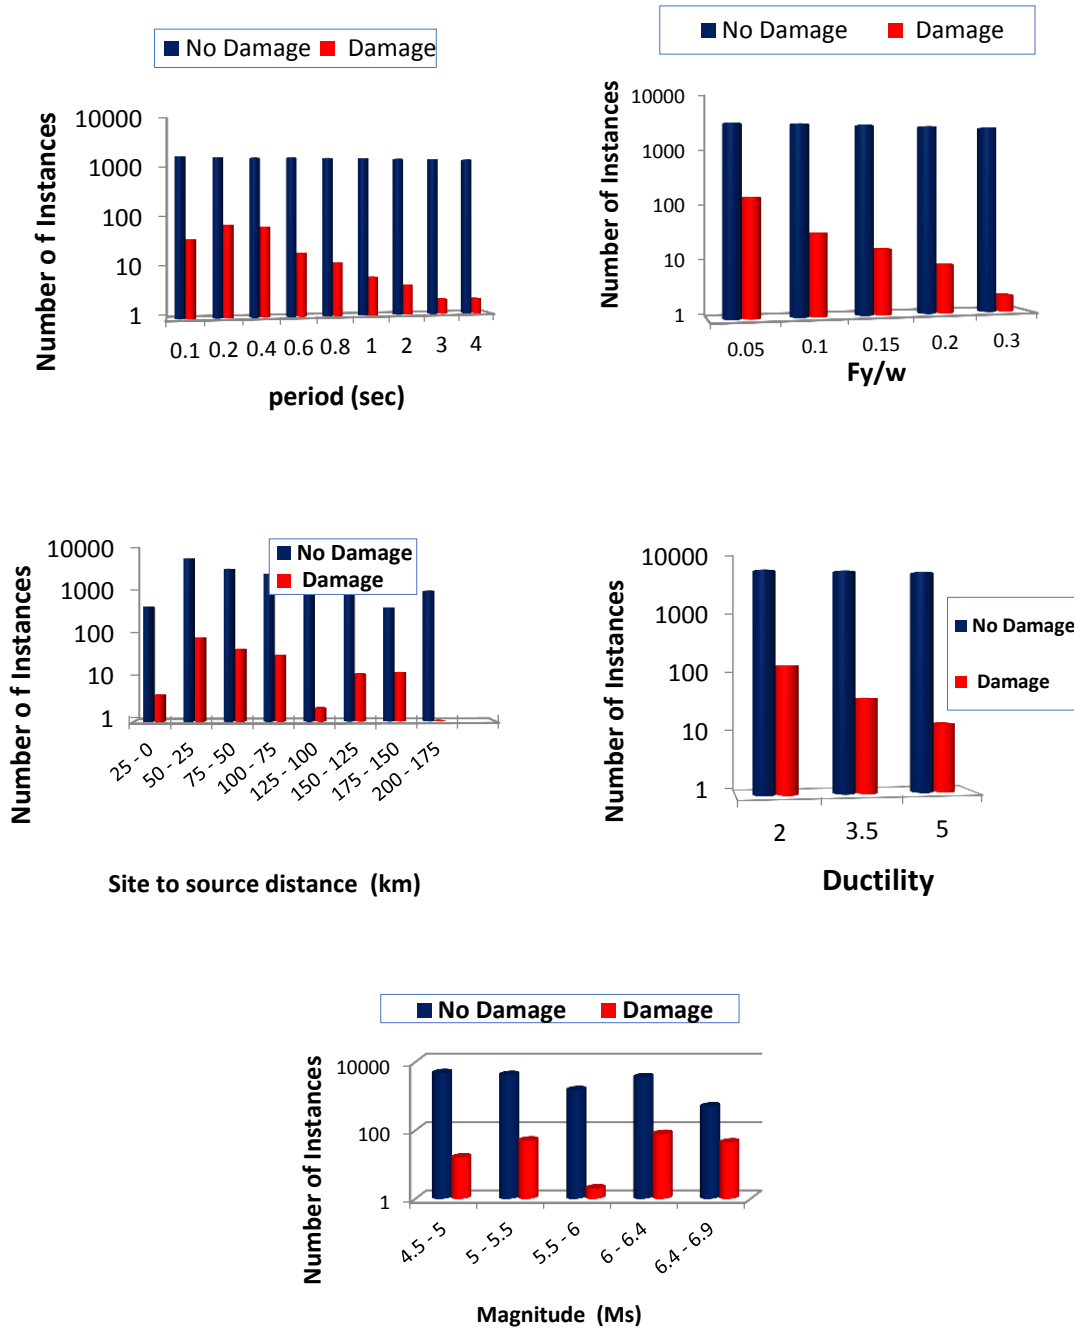 No Damage Damage
Number o f Instances
10000
1000
100
10
1
0.1 0.2 0.4 0.6 0.8 1 2 3 4
period (sec)
No Damage Damage
Number of Instances
10000
1000
100
10
1
0.05 0.1 0.15 0.2 0.3
Fy/w
No Damage
Damage
Number o f Instances
10000
1000
100
10
1
25 - 0 50 - 25 75 - 50 100 - 75 125 - 100 150 - 125 175 - 150 200 - 175
Site to source distance (km)
No Damage
Damage
Number of Instances
10000
1000
100
10
1
2 3.5 5
Ductility
No Damage Damage
Number of Instances
10000
100
1
4.5 - 5 5 - 5.5 5.5 - 6 6 - 6.4 6.4 - 6.9
Magnitude (Ms)